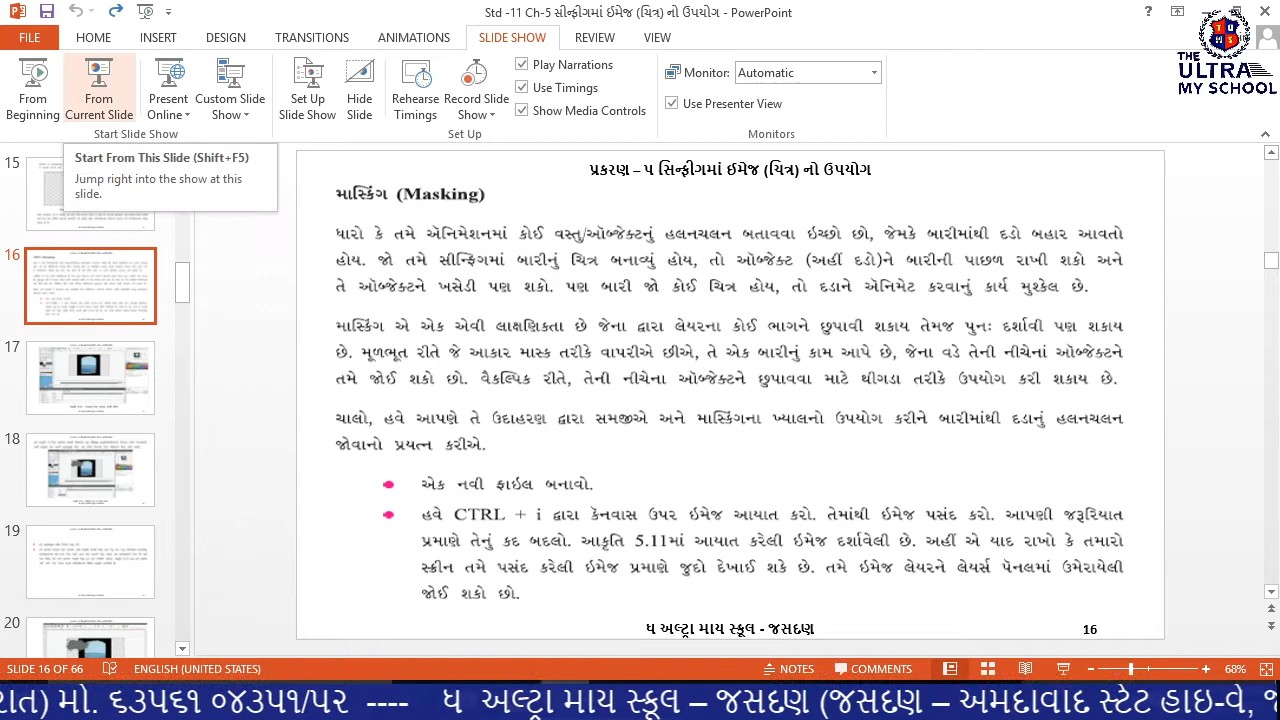 Std -11 Ch-5 સીન્ફીગમાં ઈમેજ (ચિત્ર) નો ઉપયોગ - PowerPoint
FILE HOME INSERT DESIGN TRANSITIONS ANIMATIONS SLIDE SHOW REVIEW VIEW
THE ULTRA MY SCHOOL
From Beginning
From Current Slide
Present Online
Custom Slide Show
Set Up Slide Show
Hide Slide
Rehearse Timings
Record Slide Show
Play Narrations
Use Timings
Show Media Controls
Monitor: Automatic
Use Presenter View
Start Slide Show Set Up Monitors
Start From This Slide (Shift+F5)
Jump right into the show at this slide.
15
16
17
18
19
20
પ્રકરણ – ૫ સિન્ફીગમાં ઈમેજ (ચિત્ર) નો ઉપયોગ
માસ્કિંગ (Masking)
ધારો કે તમે એનિમેશનમાં કોઈ વસ્તુ/ઑબ્જેક્ટનું હલનચલન બતાવવા ઇચ્છો છો, જેમકે બારીમાંથી દડો બહાર આવતો
હોય. જો તમે સીન્ફિગમાં બારીનું ચિત્ર બનાવ્યું હોય, તો ઑબ્જેક્ટ (અહીં દડો)ને બારીની પાછળ રાખી શકો અને
તે ઑબ્જેક્ટને ખસેડી પણ શકો. પણ બારી જો કોઈ ચિત્રનો ભાગ હોય, તો દડાને એનિમેટ કરવાનું કાર્ય મુશ્કેલ છે.
માસ્કિંગ એ એક એવી લાક્ષણિકતા છે જેના દ્વારા લેયરના કોઈ ભાગને છુપાવી શકાય તેમજ પુનઃ દર્શાવી પણ શકાય
છે. મૂળભૂત રીતે જે આકાર માસ્ક તરીકે વાપરીએ છીએ, તે એક બારીનું કામ આપે છે, જેના વડે તેની નીચેનાં ઑબ્જેક્ટને
તમે જોઈ શકો છો. વૈકલ્પિક રીતે, તેની નીચેના ઑબ્જેક્ટને છુપાવવા માટે થીગડા તરીકે ઉપયોગ કરી શકાય છે.
ચાલો, હવે આપણે તે ઉદાહરણ દ્વારા સમજીએ અને માસ્કિંગના ખ્યાલનો ઉપયોગ કરીને બારીમાંથી દડાનું હલનચલન
જોવાનો પ્રયત્ન કરીએ.
એક નવી ફાઇલ બનાવો.
હવે CTRL + i દ્વારા કેનવાસ ઉપર ઇમેજ આયાત કરો. તેમાંથી ઇમેજ પસંદ કરો. આપણી જરૂરિયાત
પ્રમાણે તેનું કદ બદલો. આકૃતિ 5.11માં આયાત કરેલી ઇમેજ દર્શાવેલી છે. અહીં એ યાદ રાખો કે તમારો
સ્ક્રીન તમે પસંદ કરેલી ઇમેજ પ્રમાણે જુદો દેખાઈ શકે છે. તમે ઇમેજ લેયરને લેયર્સ પૅનલમાં ઉમેરાયેલી
જોઈ શકો છો.
ધ અલ્ટ્રા માય સ્કૂલ જસદણ 16
SLIDE 16 OF 66 ENGLISH (UNITED STATES) NOTES COMMENTS 68%
રાત) મો. ૬૩૫૬૧ ૦૪૩૫૧/૫૨ ---- ધ અલ્ટ્રા માય સ્કૂલ – જસદણ (જસદણ – અમદાવાદ સ્ટેટ હાઇ-વે,